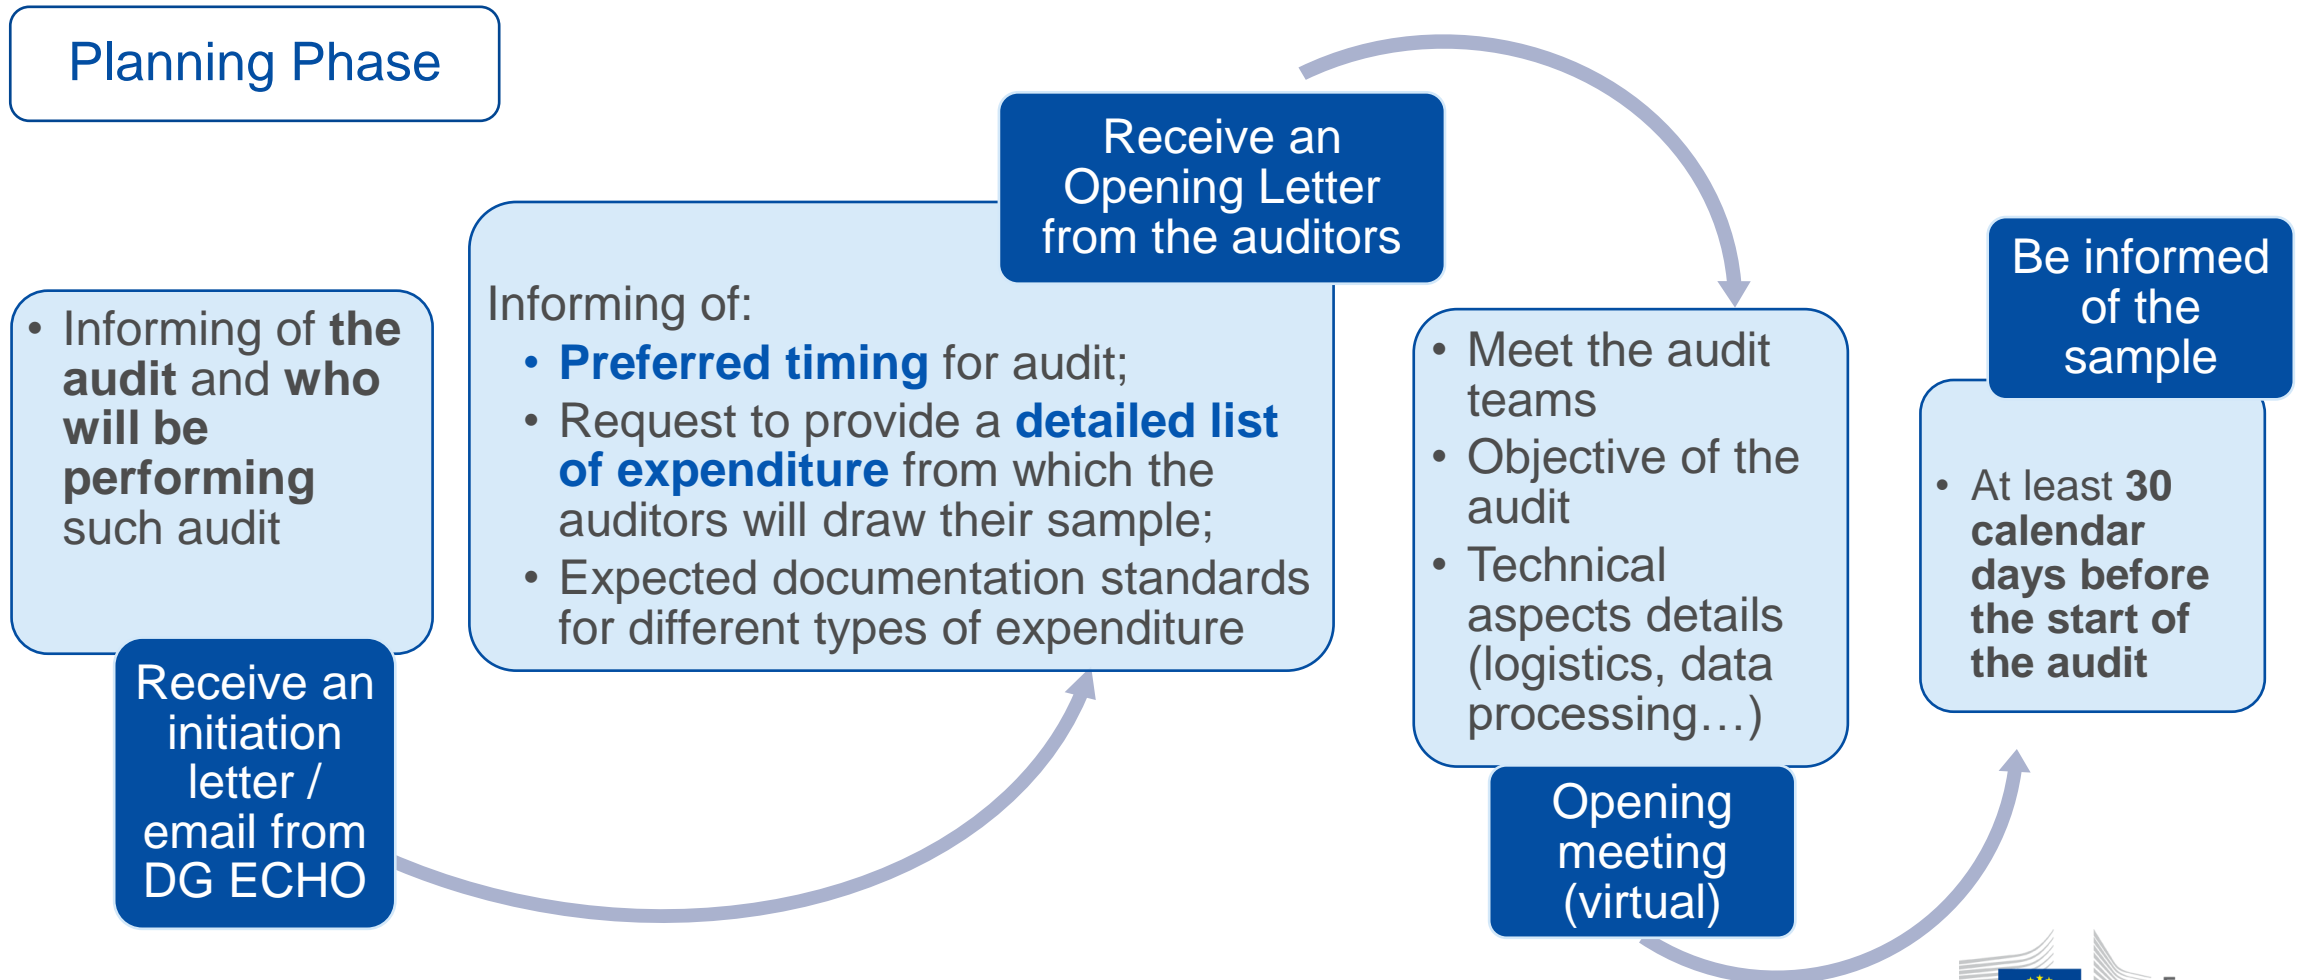 Planning Phase
• Informing of the
audit and who
will be
performing
such audit
Receive an
initiation
letter /
email from
DG ECHO
Receive an
Opening Letter
from the auditors
Informing of:
• Preferred timing for audit;
• Request to provide a detailed list
of expenditure from which the
auditors will draw their sample;
• Expected documentation standards
for different types of expenditure
• Meet the audit
teams
• Objective of the
audit
• Technical
aspects details
(logistics, data
processing…)
Opening
meeting
(virtual)
Be informed
of the
sample
• At least 30
calendar
days before
the start of
the audit